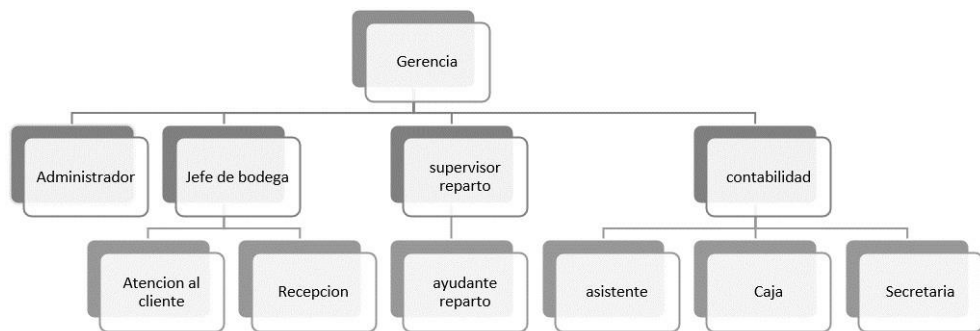 Gerencia
Administrador
Jefe de bodega
supervisor
reparto
contabilidad
Atencion al
cliente
Recepcion
ayudante
reparto
asistente
Caja
Secretaria